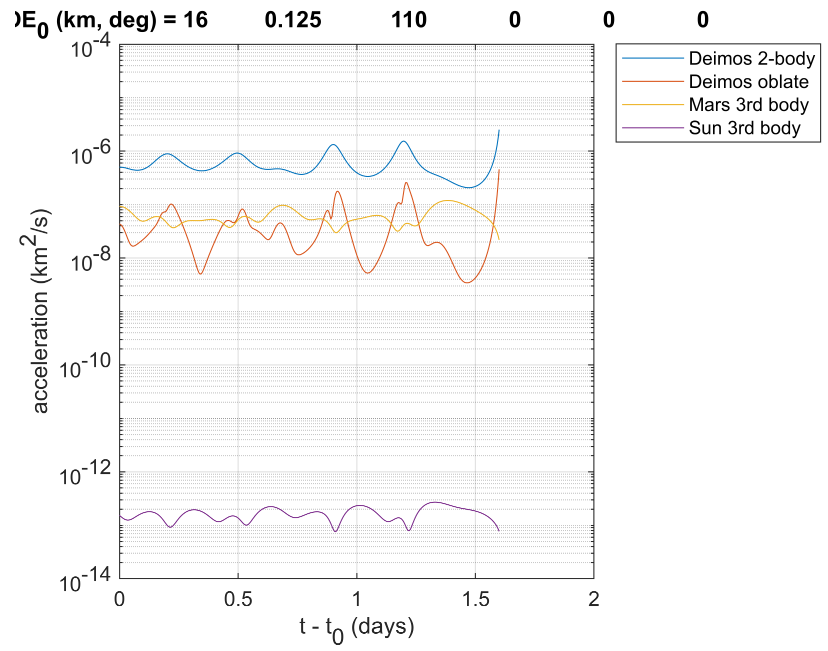 OE0 (km, deg) = 16 0.125 110 0 0 0
10-4
10-6
10-8
10-10
10-12
10-14
acceleration (km2/s)
0 0.5 1 1.5 2
t - t0 (days)
Deimos 2-body
Deimos oblate
Mars 3rd body
Sun 3rd body